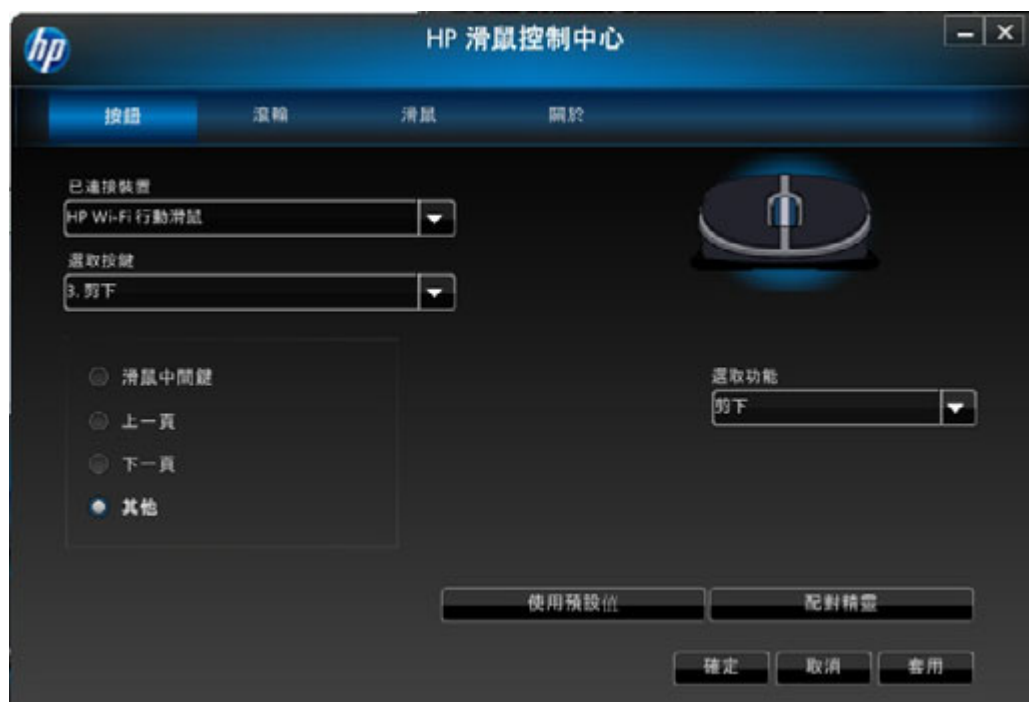 hp
HP 滑鼠控制中心
按鈕 滾輪 滑鼠 關於
已連接裝置
HP Wi-Fi 行動滑鼠
選取按鍵
3. 剪下
滑鼠中間鍵
上一頁
下一頁
其他
選取功能
剪下
使用預設值 配對精靈
確定 取消 套用